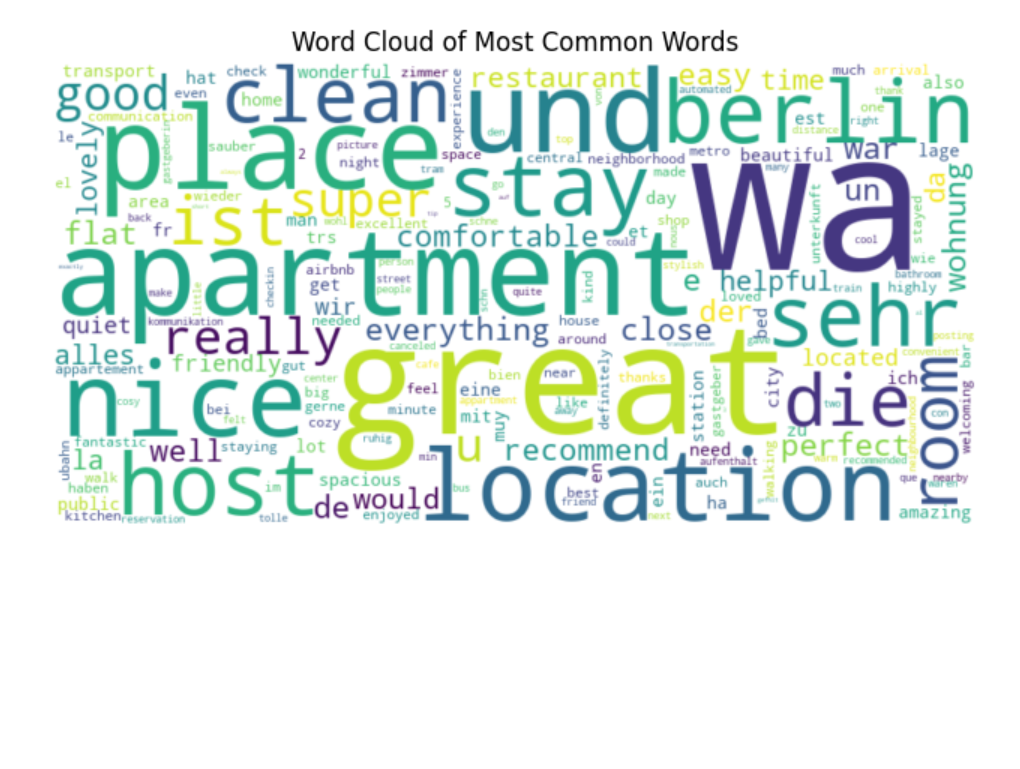 Word Cloud of Most Common Words
transport hat check wonderful zimmer restaurant easy time much arrival also
good even home clean experience und automated berlin thank one right
communication place den top est distance
le lovely gastgeberin sauber 2 picture night space central neighborhood metro beautiful war lage
el wieder tram stay go made many un da
area ist super 5 day wa wohnung
back fr man wohl excellent schne shop unterkunft cool stayed
flat trs comfortable et could stylish wie
apartment checkin airbnb person street people quite kind e helpful train bathroom highly
make little get wir schn loved sehr
quiet kommunikation really needed everything house around close der bed gave posting
alles friendly gut canceled cafe near thanks located convenient bar
appartement nice center big feel bien definitely station gastgeber city die ich room
cosy felt bei gerne minute eine appartment like away two con welcoming
cozy great mit muy zu neighbourhood
ubahn fantastic well staying lot ruhig u recommend en need perfect
la walk host spacious min location aufenthalt walking warm recommended que nearby
haben im de would bus best ein auch ha waren
public kitchen reservation tolle enjoyed friend next amazing